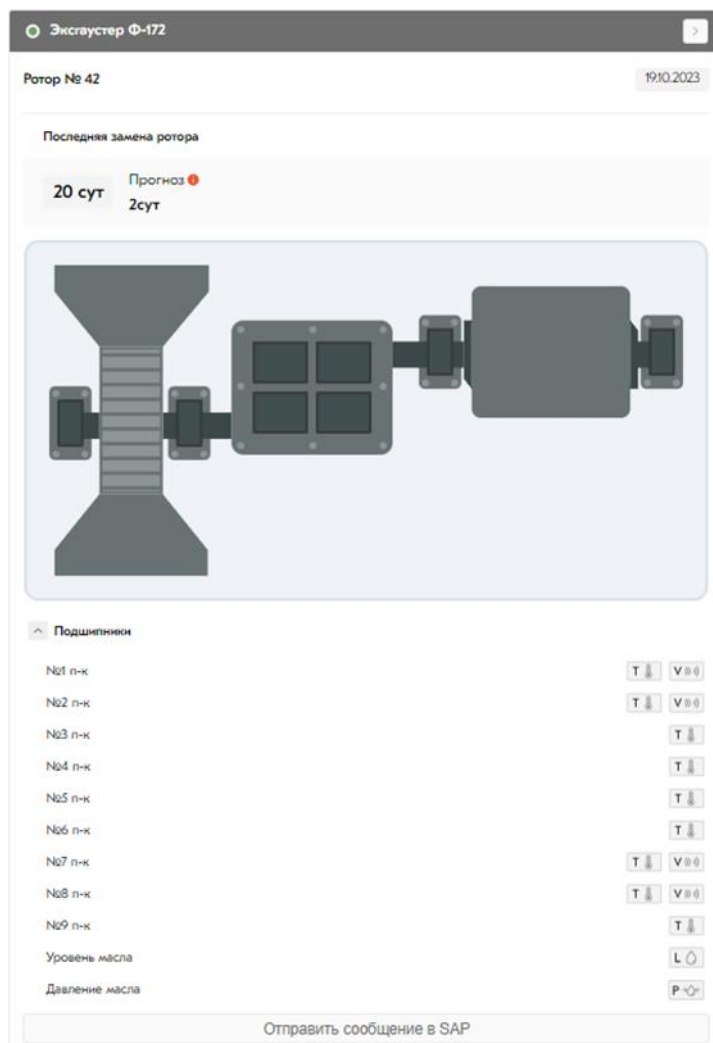 Эксгаустер Ф-172
Ротор № 42
19.10.2023
Последняя замена ротора
20 сут
Прогноз
2сут
Подшипники
№1 п-к T V
№2 п-к T V
№3 п-к T
№4 п-к T
№5 п-к T
№6 п-к T
№7 п-к T V
№8 п-к T V
№9 п-к T
Уровень масла L
Давление масла P
Отправить сообщение в SAP